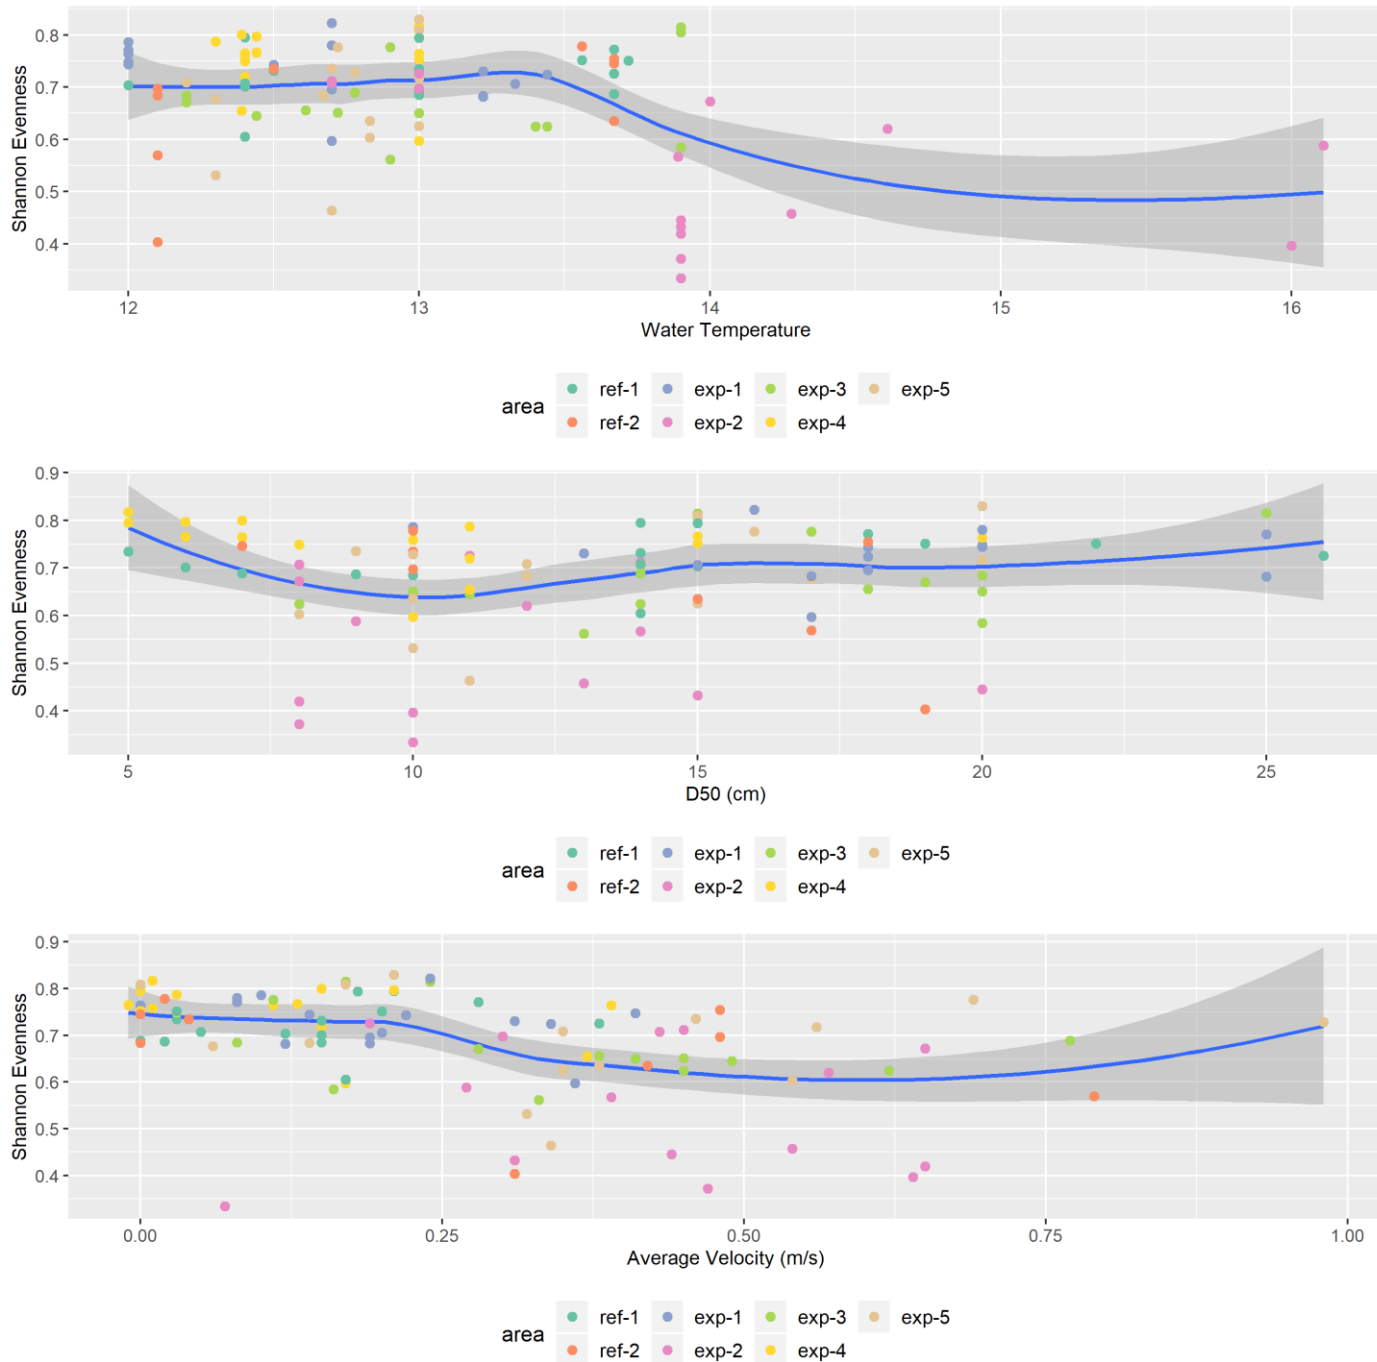 Shannon Evenness
0.8
0.7
0.6
0.5
0.4
12 13 14 15 16
Water Temperature
area ref-1 exp-1 exp-3 exp-5
ref-2 exp-2 exp-4
Shannon Evenness
0.9
0.8
0.7
0.6
0.5
0.4
5 10 15 20 25
D50 (cm)
area ref-1 exp-1 exp-3 exp-5
ref-2 exp-2 exp-4
Shannon Evenness
0.9
0.8
0.7
0.6
0.5
0.4
0.00 0.25 0.50 0.75 1.00
Average Velocity (m/s)
area ref-1 exp-1 exp-3 exp-5
ref-2 exp-2 exp-4